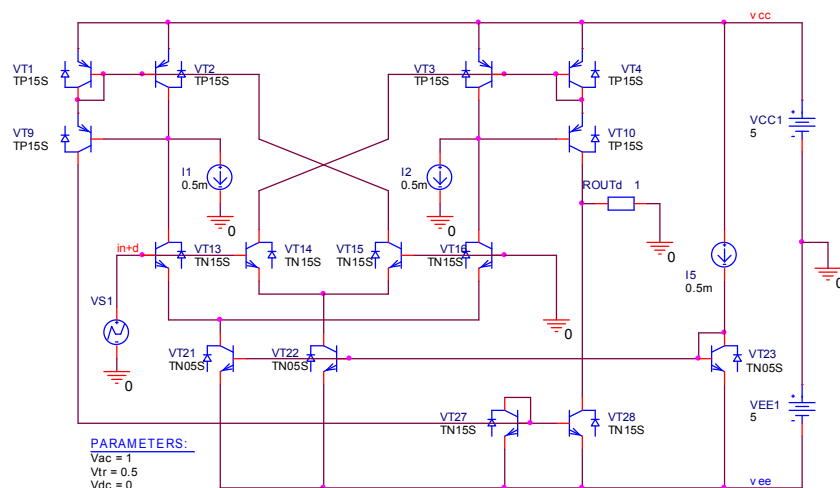 vcc
VT1
TP15S
VT2
TP15S
VT3
TP15S
VT4
TP15S
VT9
TP15S
VT10
TP15S
VCC1
5
I1
0.5m
I2
0.5m
ROUTd 1
0
0
0
0
in+d
VT13
TN15S
VT14
TN15S
VT15
TN15S
VT16
TN15S
I5
0.5m
VS1
0
0
VT21
TN05S
VT22
TN05S
VT23
TN05S
VEE1
5
VT27
TN15S
VT28
TN15S
PARAMETERS:
Vac = 1
Vtr = 0.5
Vdc = 0
vee